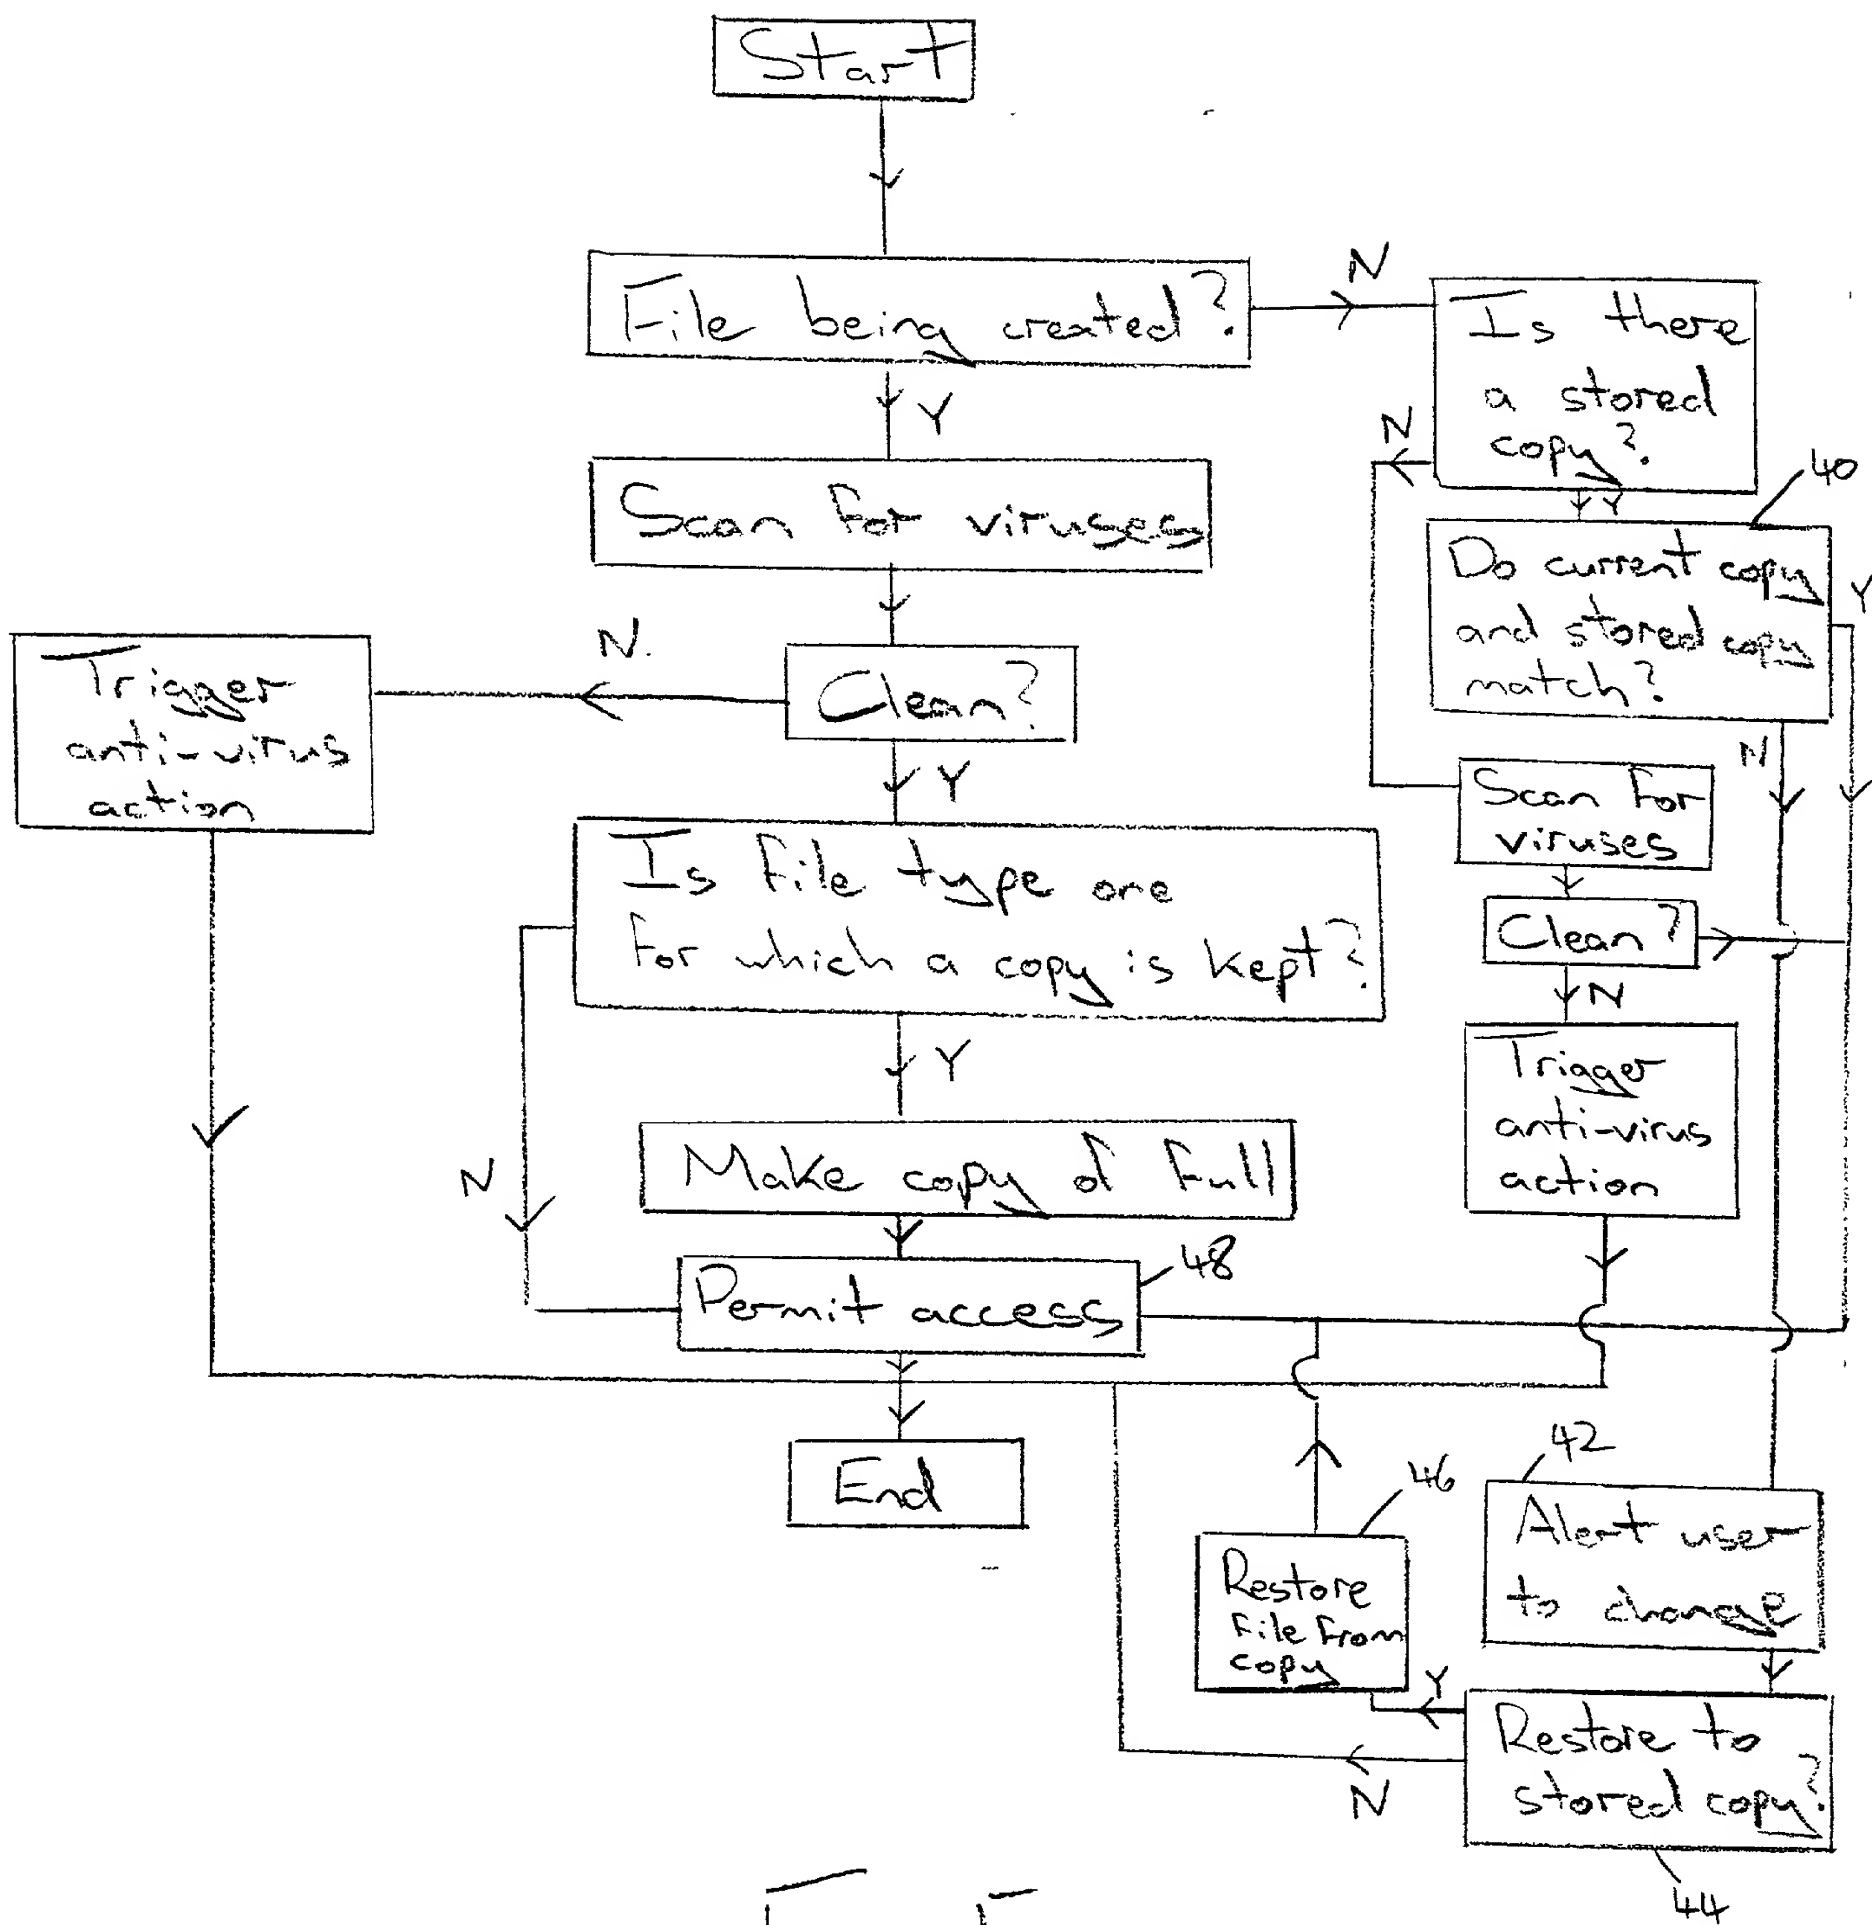 Start
File being created?
N
Is there
a stored
copy?
N
Y
Y
40
Scan for viruses
Do current copy
and stored copy
match?
Y
N
Clean?
N.
Trigger
anti-virus
action
Y
Scan for
viruses
Is file type one
for which a copy is kept?
Clean?
N
Y
Trigger
anti-virus
action
N
Make copy of full
Permit access
48
End
42
46
Alert user
to change
Restore
file from
copy
Y
N
Restore to
stored copy?
44